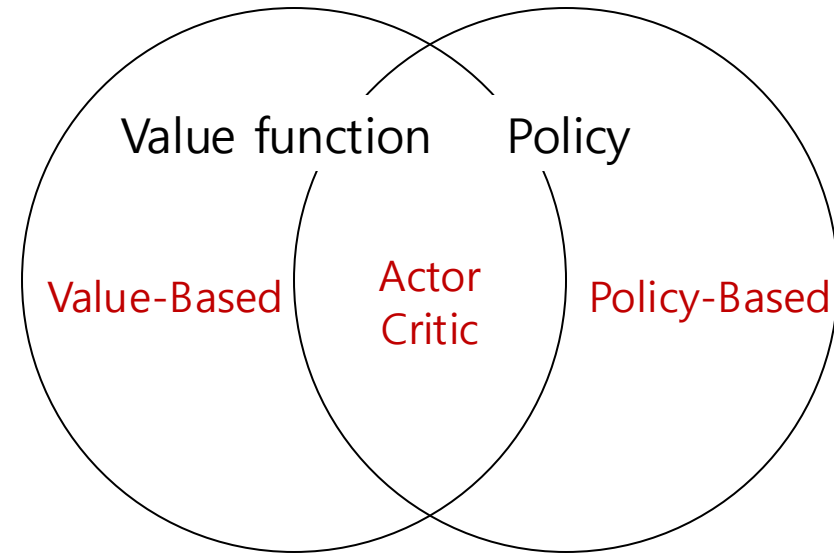 Value function
Policy
Value-Based
Actor
Critic
Policy-Based